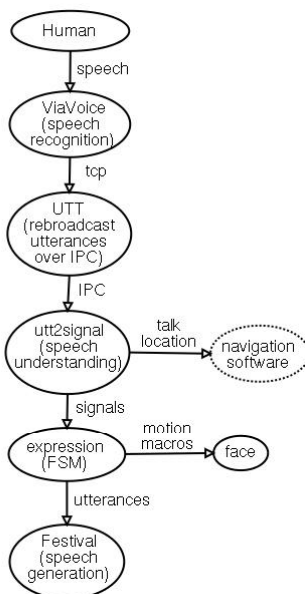 Human
speech
ViaVoice
(speech
recognition)
tcp
UTT
(rebroadcast
utterances
over IPC)
IPC
utt2signal
(speech
understanding)
talk
location
navigation
software
signals
expression
(FSM)
motion
macros
face
utterances
Festival
(speech
generation)